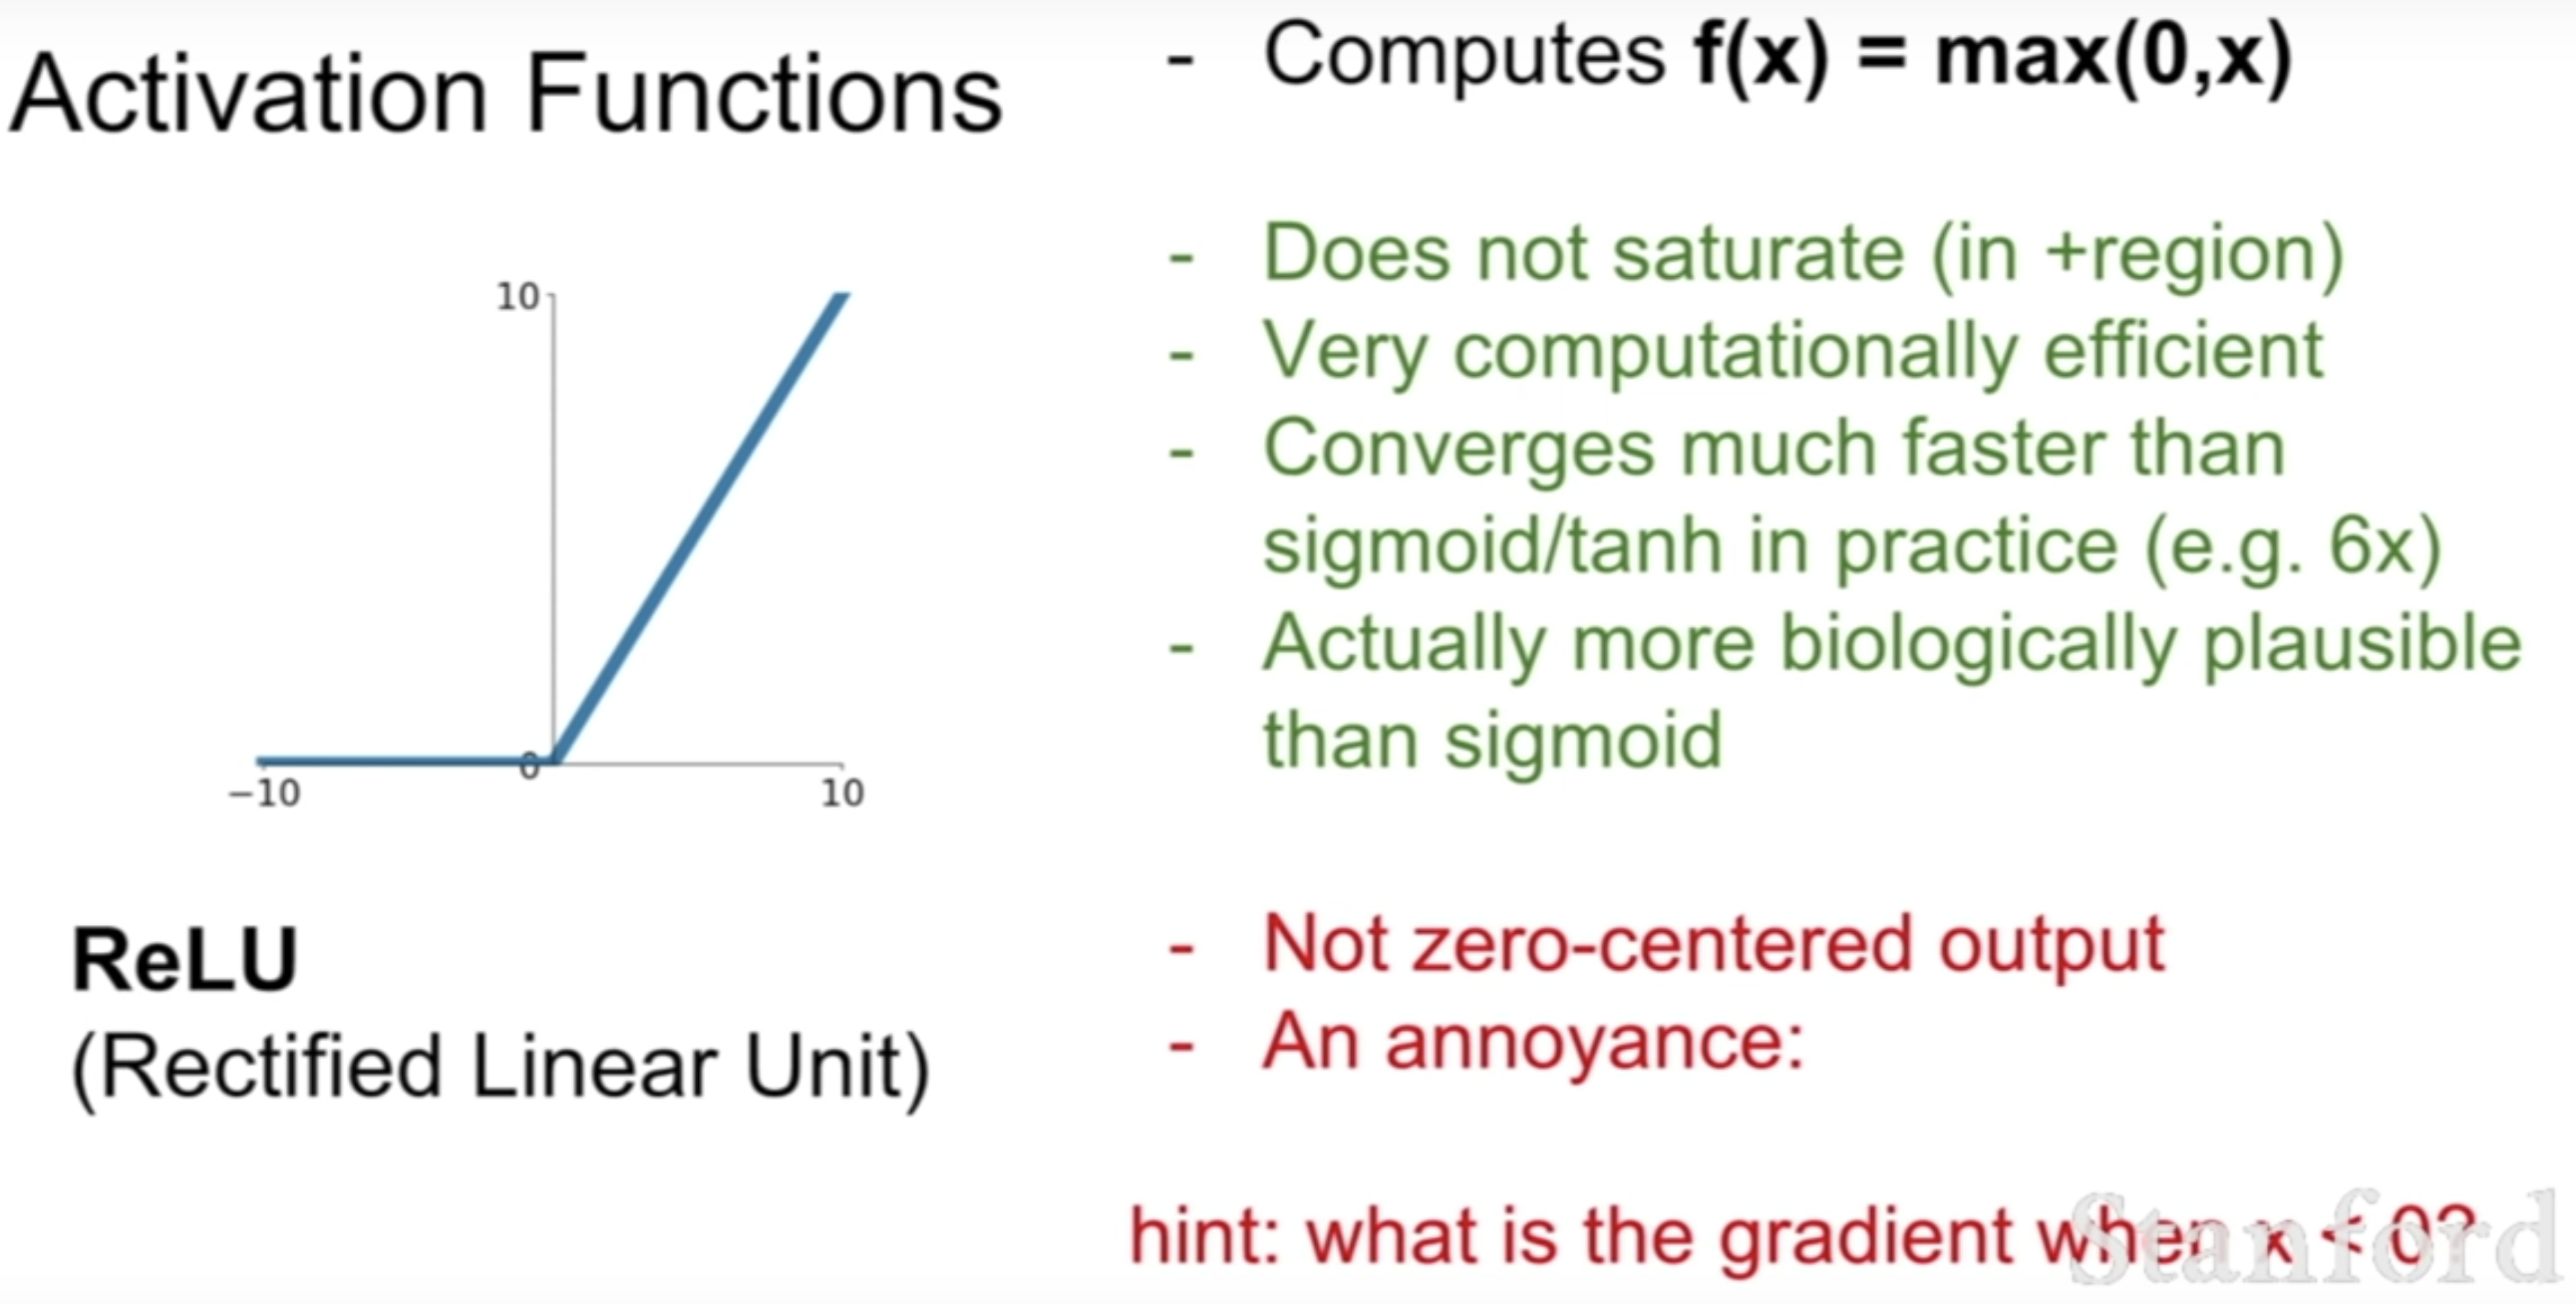 Activation Functions
10
0
−10
10
ReLU
(Rectified Linear Unit)
- Computes f(x) = max(0,x)
- Does not saturate (in +region)
- Very computationally efficient
- Converges much faster than
sigmoid/tanh in practice (e.g. 6x)
- Actually more biologically plausible
than sigmoid
- Not zero-centered output
- An annoyance:
hint: what is the gradient when x < 0?
Stanford